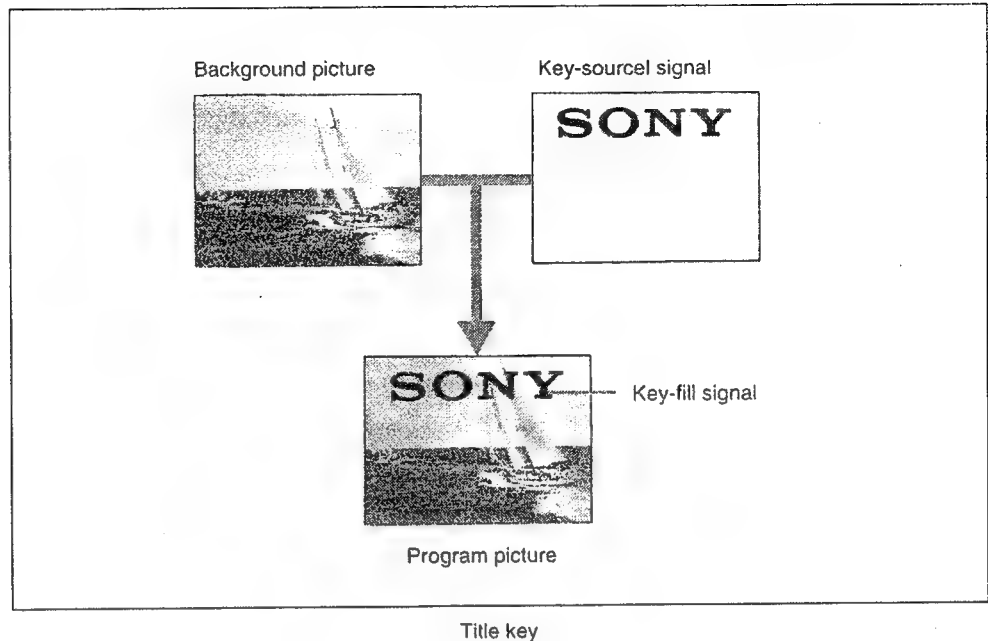 Background picture
Key-sourcel signal
SONY
SONY
Key-fill signal
Program picture
Title key